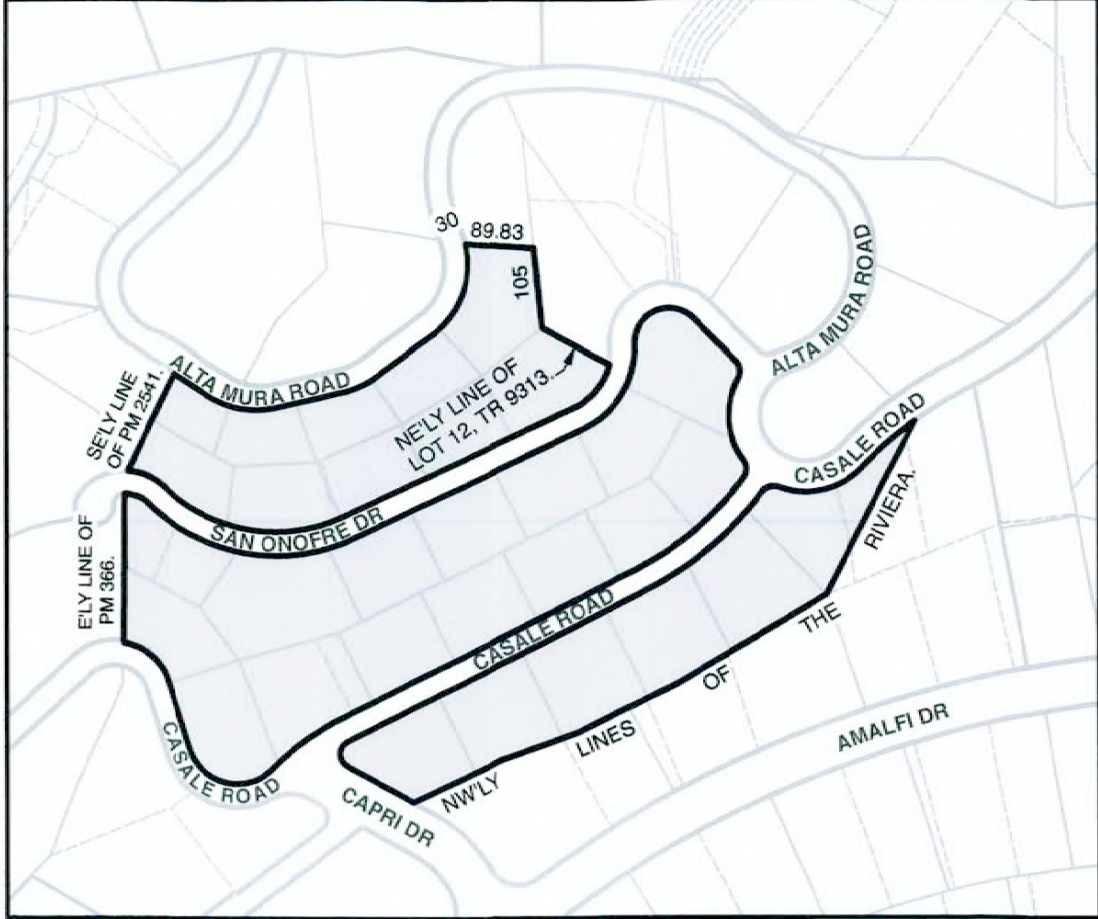 30
89.83
105
ALTA MURA ROAD
ALTA MURA ROAD
SE'LY LINE
OF PM 2541.
NE'LY LINE OF
LOT 12, TR 9313.
CASALE ROAD
RIVIERA.
SAN ONOFRE DR
E'LY LINE OF
PM 366.
CASALE ROAD
THE
OF
LINES
NW'LY
AMALFI DR
CASALE ROAD
CAPRI DR